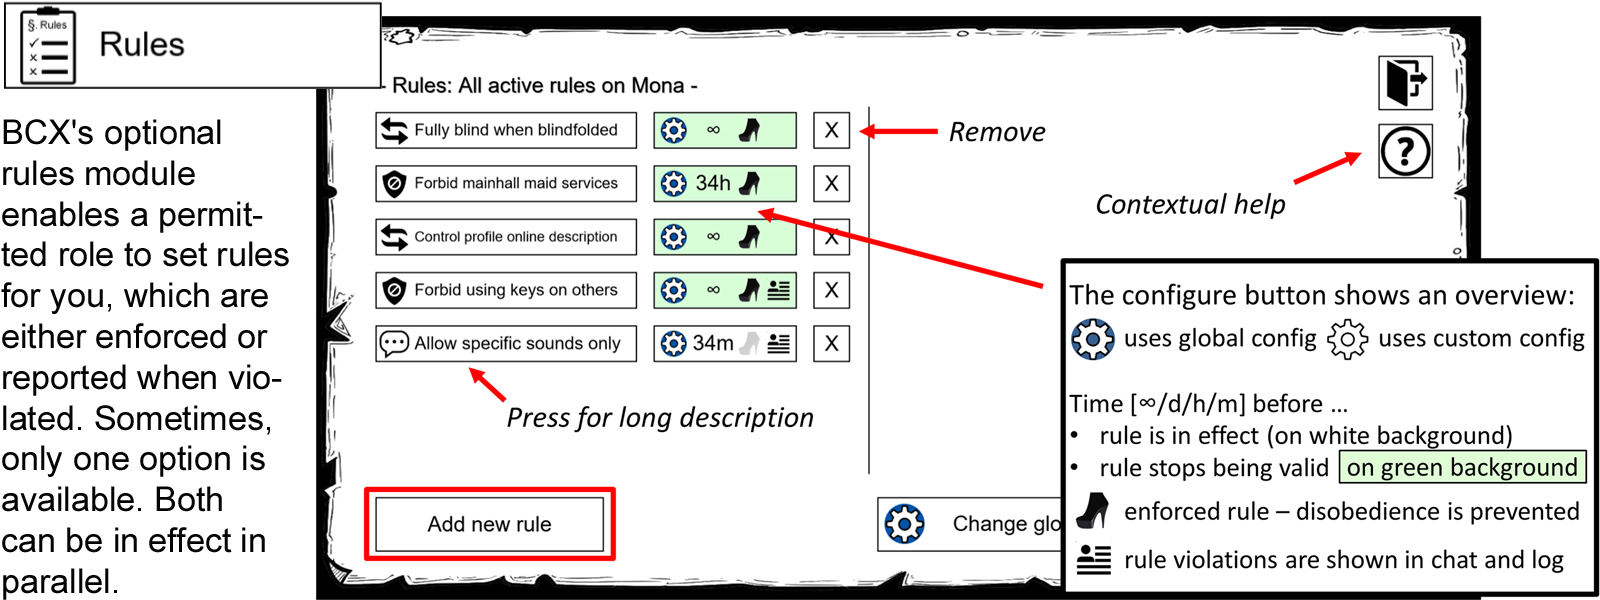 §. Rules
Rules
BCX's optional
rules module
enables a permit-
ted role to set rules
for you, which are
either enforced or
reported when vio-
lated. Sometimes,
only one option is
available. Both
can be in effect in
parallel.
- Rules: All active rules on Mona -
Fully blind when blindfolded ∞ X
Remove
Forbid mainhall maid services 34h X
Control profile online description ∞ X
Forbid using keys on others ∞ X
Allow specific sounds only 34m X
Press for long description
?
Contextual help
Add new rule
Change glo
The configure button shows an overview:
uses global config uses custom config
Time [∞/d/h/m] before ...
• rule is in effect (on white background)
• rule stops being valid on green background
enforced rule – disobedience is prevented
rule violations are shown in chat and log